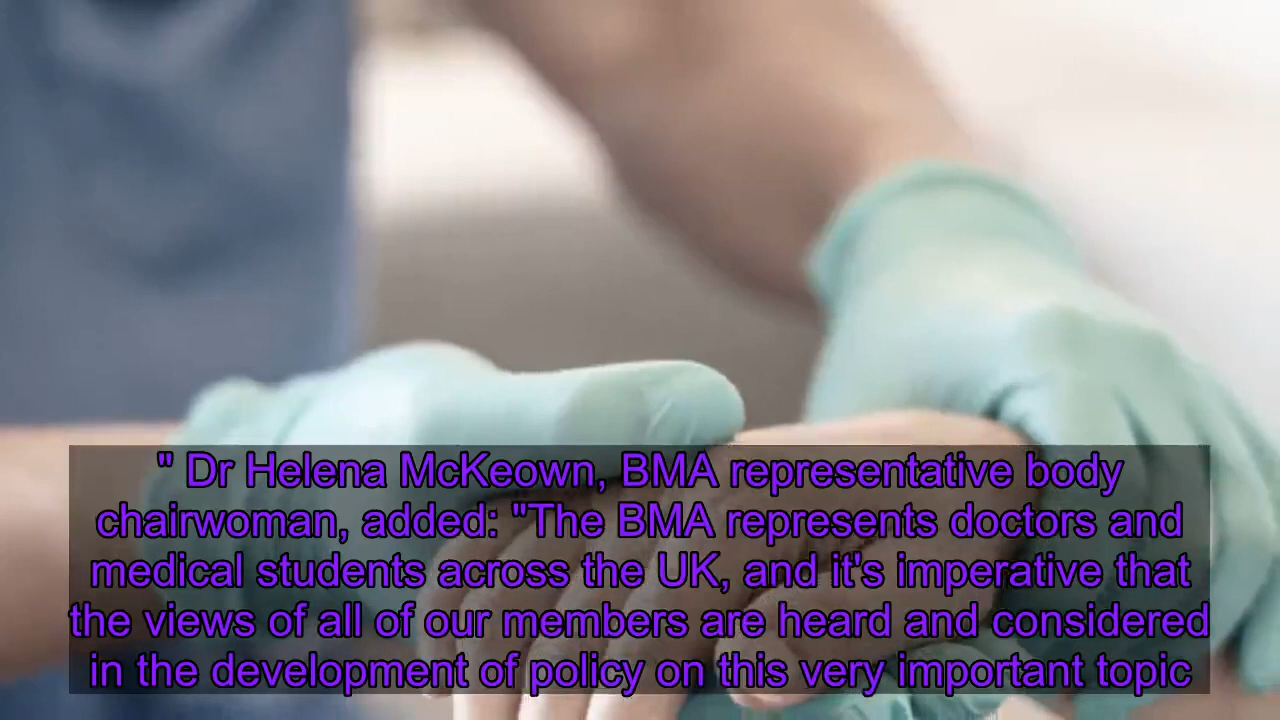 " Dr Helena McKeown, BMA representative body
chairwoman, added: "The BMA represents doctors and
medical students across the UK, and it's imperative that
the views of all of our members are heard and considered
in the development of policy on this very important topic